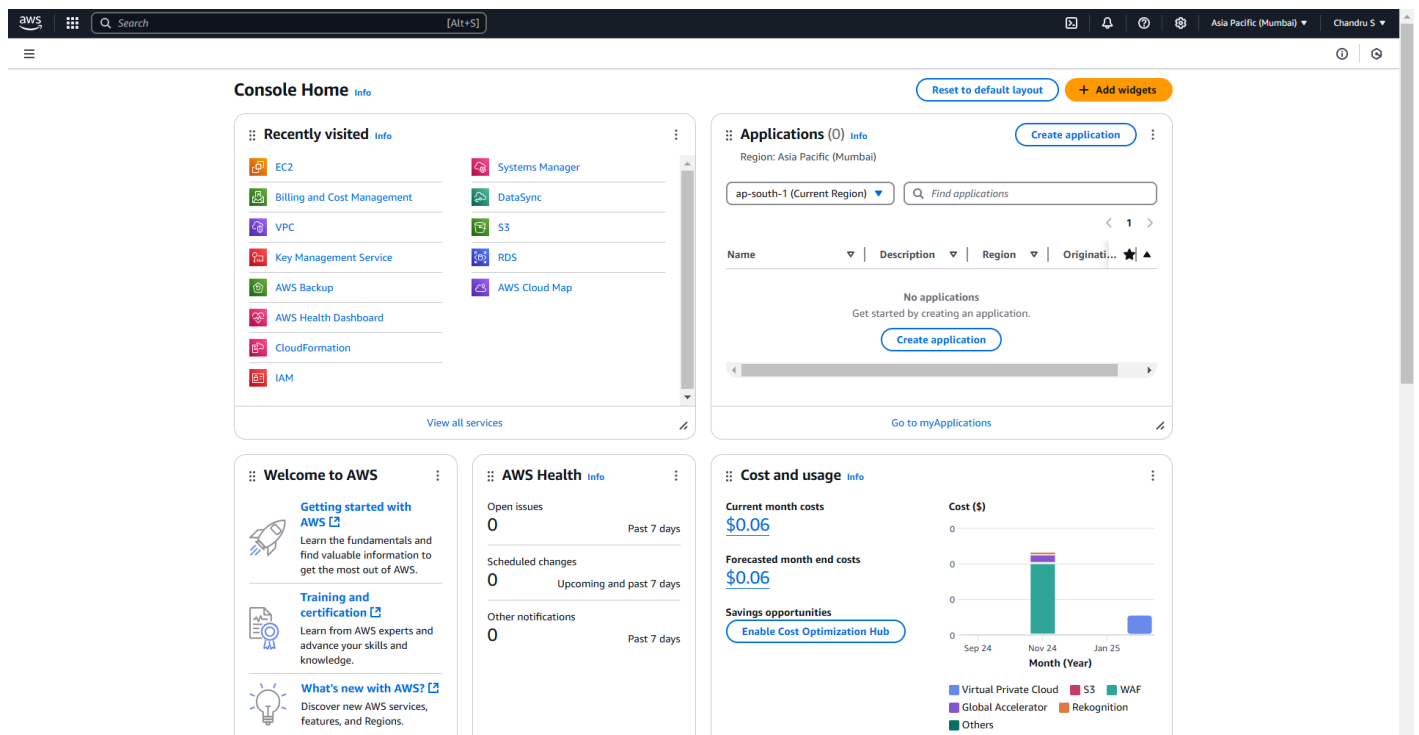 aws
Search [Alt+S]
Asia Pacific (Mumbai) ▼ Chandru S ▼
Console Home Info
Reset to default layout
+ Add widgets
Recently visited Info
EC2
Billing and Cost Management
VPC
Key Management Service
AWS Backup
AWS Health Dashboard
CloudFormation
IAM
Systems Manager
DataSync
S3
RDS
AWS Cloud Map
View all services
Applications (0) Info
Create application
Region: Asia Pacific (Mumbai)
ap-south-1 (Current Region) ▼
Find applications
1
Name
Description
Region
Originati...
No applications
Get started by creating an application.
Create application
Go to myApplications
Welcome to AWS
Getting started with
AWS
Learn the fundamentals and
find valuable information to
get the most out of AWS.
Training and
certification
Learn from AWS experts and
advance your skills and
knowledge.
What's new with AWS?
Discover new AWS services,
features, and Regions.
AWS Health Info
Open issues
0 Past 7 days
Scheduled changes
0 Upcoming and past 7 days
Other notifications
0 Past 7 days
Cost and usage Info
Current month costs
$0.06
Forecasted month end costs
$0.06
Savings opportunities
Enable Cost Optimization Hub
Cost ($)
0
0
0
0
Sep 24 Nov 24 Jan 25
Month (Year)
Virtual Private Cloud S3 WAF
Global Accelerator Rekognition
Others